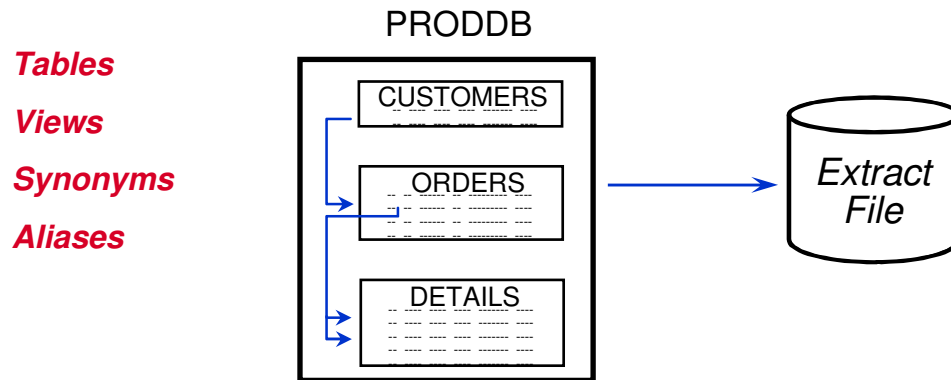 PRODDB
Tables
Views
Synonyms
Aliases
CUSTOMERS
ORDERS
DETAILS
Extract
File